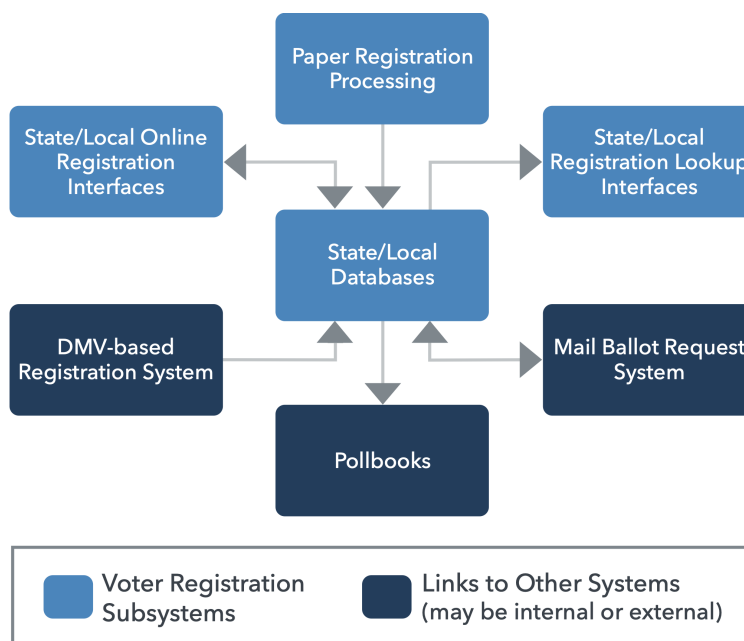 Paper Registration
Processing
State/Local Online
Registration
Interfaces
State/Local
Registration Lookup
Interfaces
State/Local
Databases
DMV-based
Registration System
Mail Ballot Request
System
Pollbooks
Voter Registration
Subsystems
Links to Other Systems
(may be internal or external)